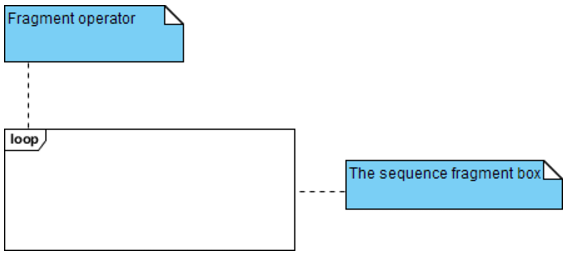 Fragment operator
loop
The sequence fragment box